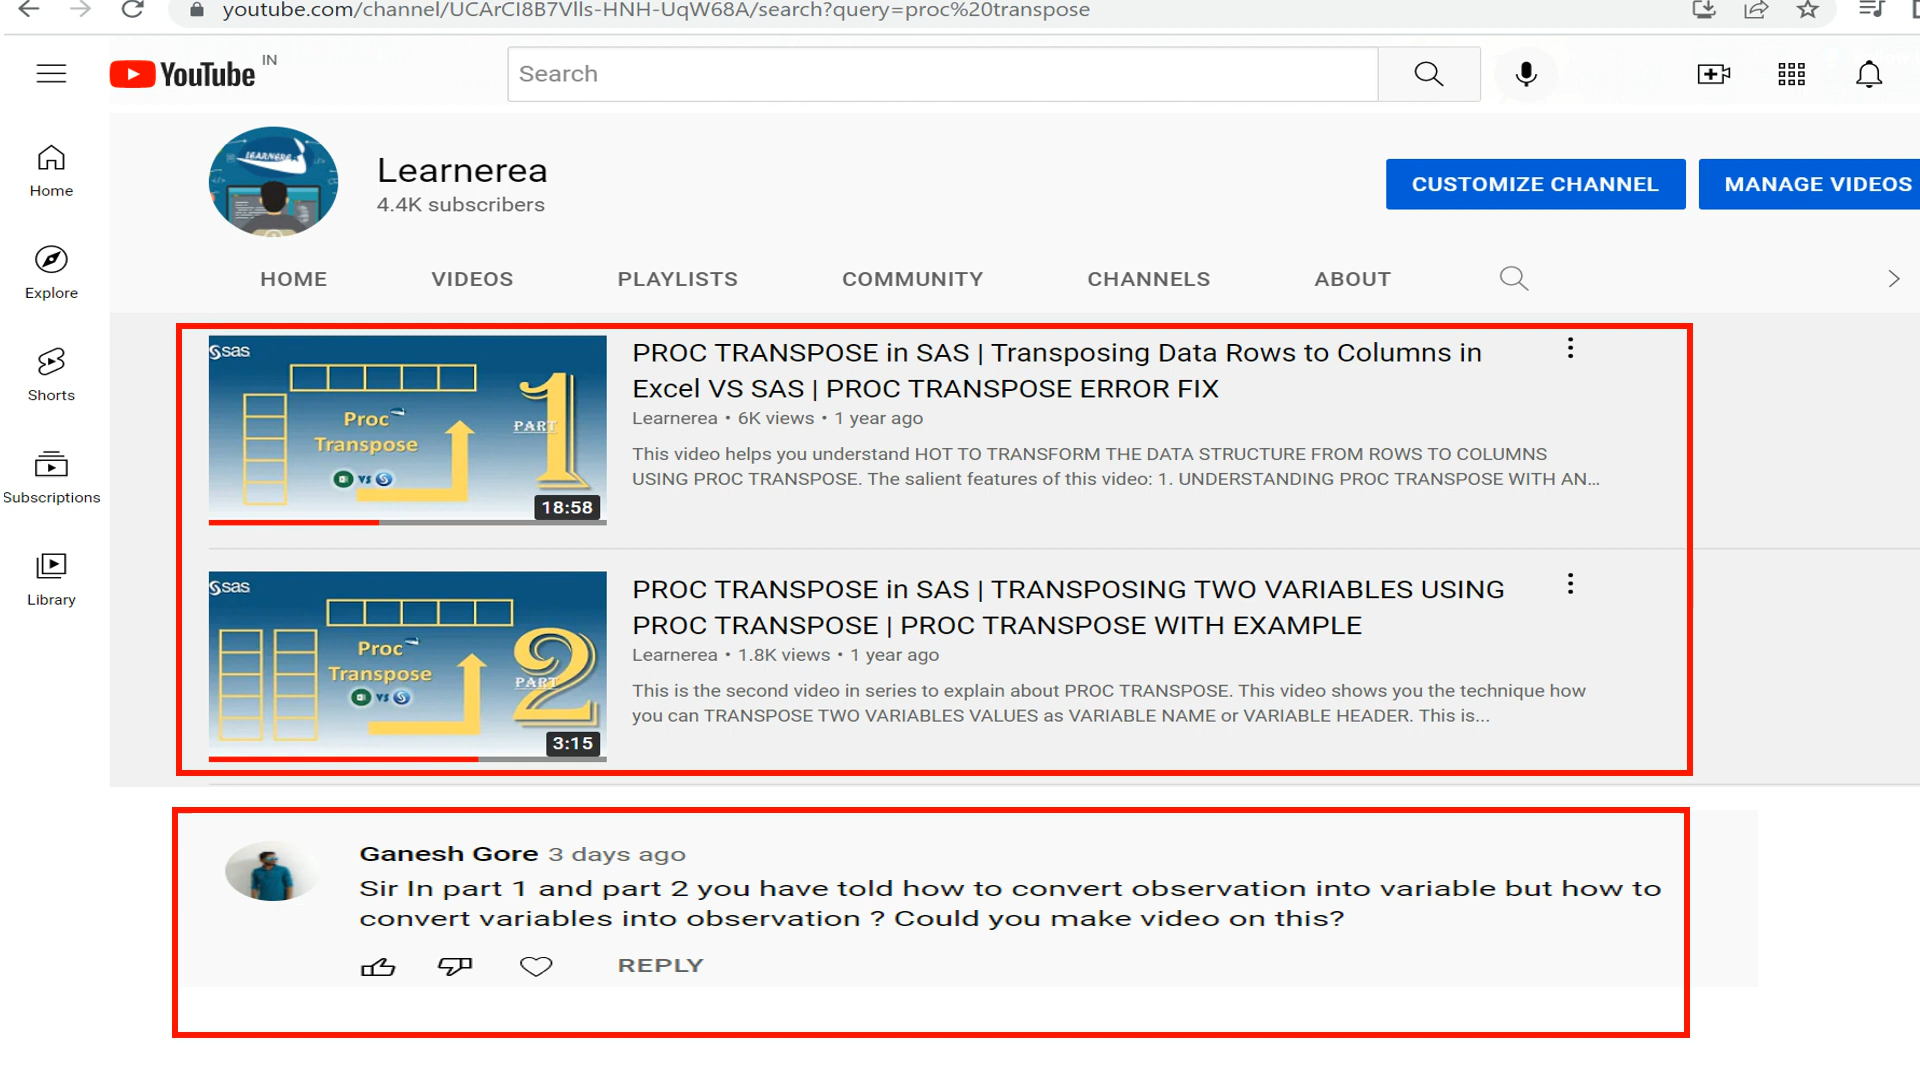 youtube.com/channel/UCArCI8B7Vlls-HNH-UqW68A/search?query=proc%20transpose
YouTube IN
Search
Home
Explore
Shorts
Subscriptions
Library
LEARNEREA
Learnerea
4.4K subscribers
CUSTOMIZE CHANNEL
MANAGE VIDEOS
HOME VIDEOS PLAYLISTS COMMUNITY CHANNELS ABOUT
sas
Proc
Transpose
vs
PART
1
18:58
PROC TRANSPOSE in SAS | Transposing Data Rows to Columns in
Excel VS SAS | PROC TRANSPOSE ERROR FIX
Learnerea • 6K views • 1 year ago
This video helps you understand HOT TO TRANSFORM THE DATA STRUCTURE FROM ROWS TO COLUMNS
USING PROC TRANSPOSE. The salient features of this video: 1. UNDERSTANDING PROC TRANSPOSE WITH AN...
sas
Proc
Transpose
vs
PART
2
3:15
PROC TRANSPOSE in SAS | TRANSPOSING TWO VARIABLES USING
PROC TRANSPOSE | PROC TRANSPOSE WITH EXAMPLE
Learnerea • 1.8K views • 1 year ago
This is the second video in series to explain about PROC TRANSPOSE. This video shows you the technique how
you can TRANSPOSE TWO VARIABLES VALUES as VARIABLE NAME or VARIABLE HEADER. This is...
Ganesh Gore 3 days ago
Sir In part 1 and part 2 you have told how to convert observation into variable but how to
convert variables into observation ? Could you make video on this?
REPLY